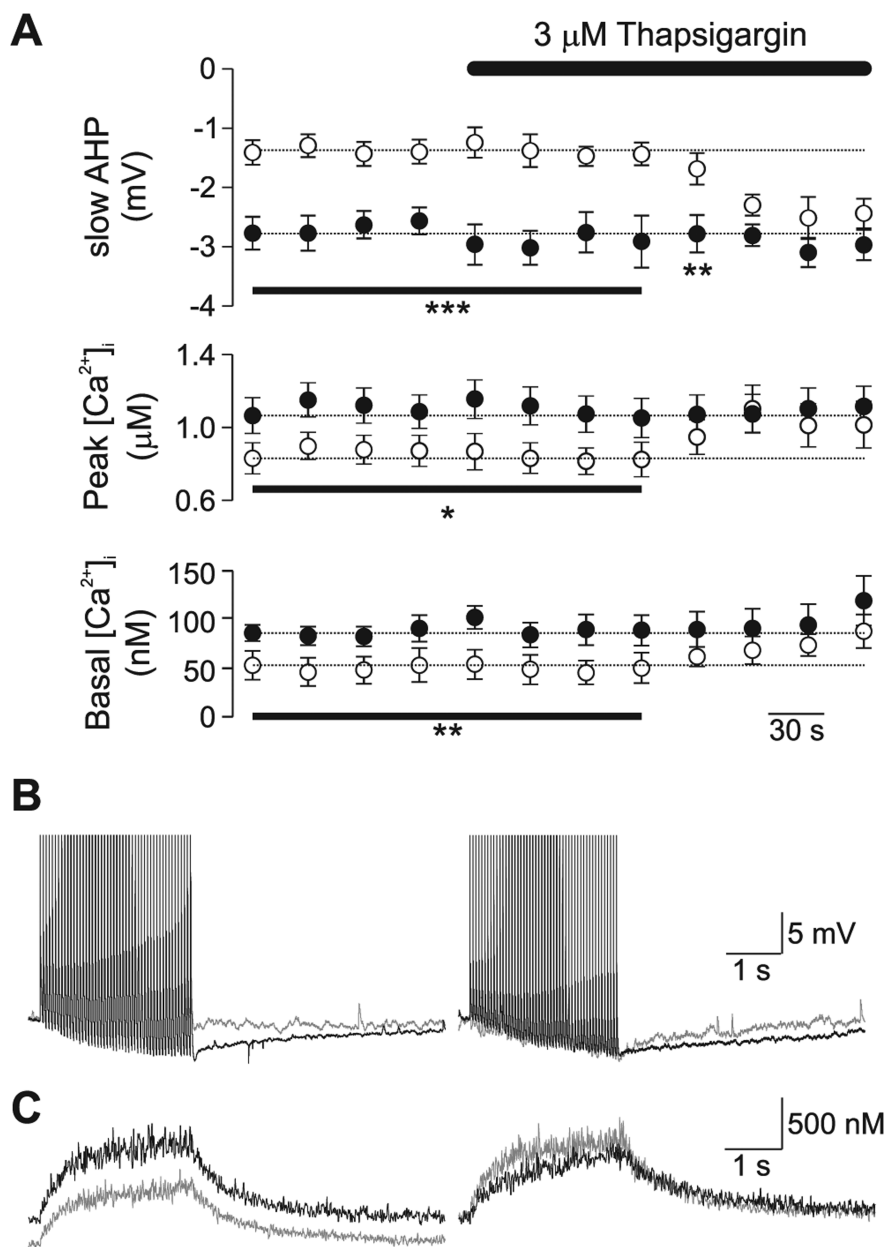 A
3 μM Thapsigargin
slow AHP
(mV)
0
-1
-2
-3
-4
**
***
Peak [Ca²⁺]ᵢ
(μM)
1.4
1.0
0.6
*
Basal [Ca²⁺]ᵢ
(nM)
150
100
50
0
**
30 s
B
5 mV
1 s
C
500 nM
1 s